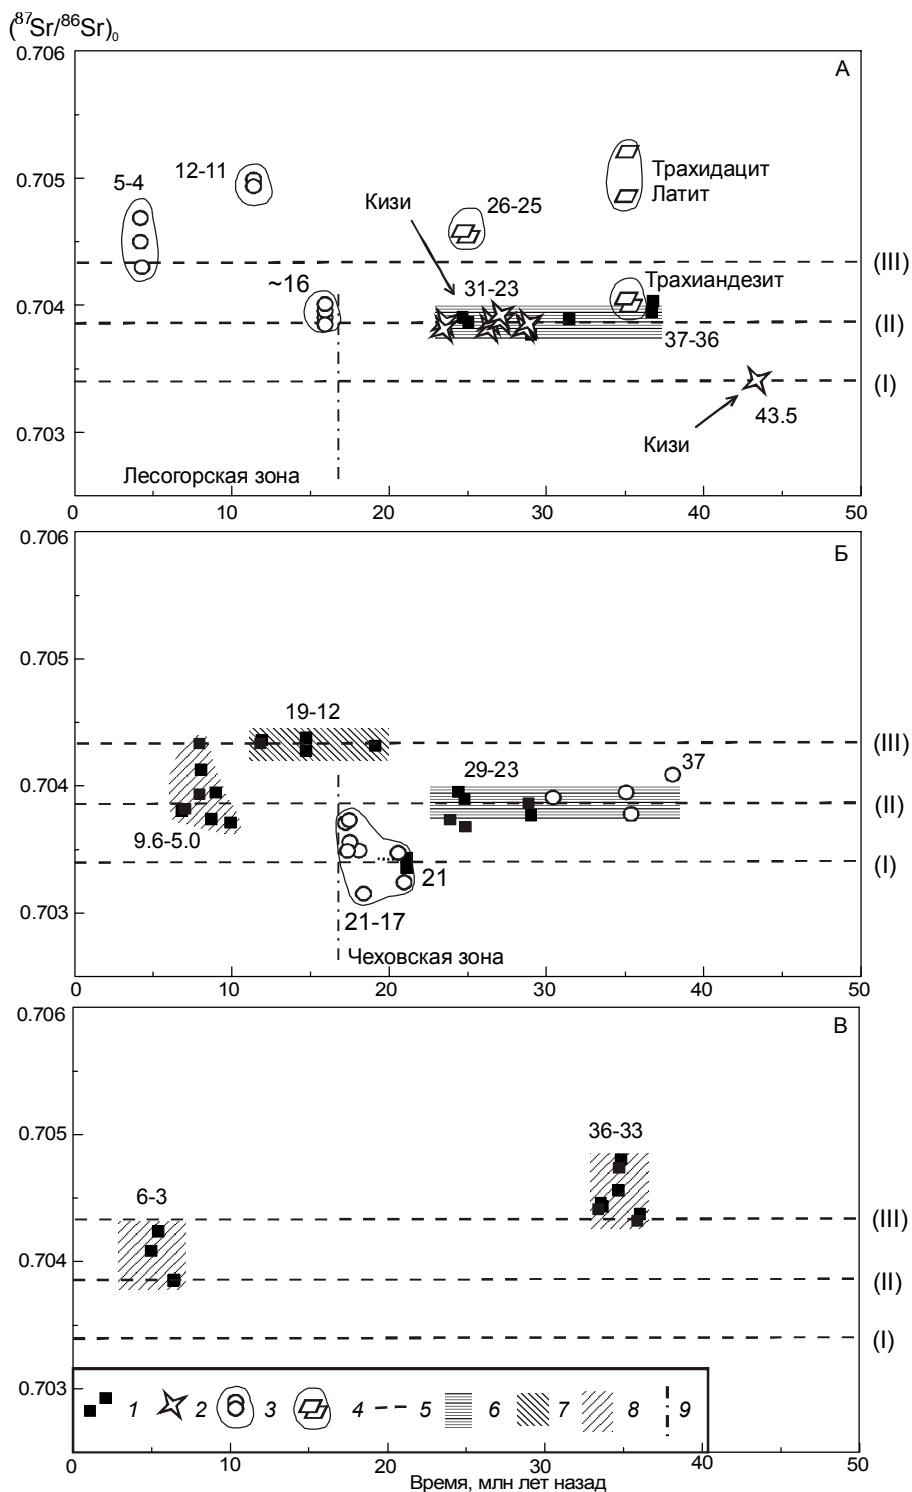 (⁸⁷Sr/⁸⁶Sr)₀
0.706
А
0.705
12-11
5-4
Трахидацит
Латит
Кизи
26-25
(III)
Трахиандезит
~16
31-23
0.704
(II)
37-36
(I)
0.703
Кизи
43.5
Лесогорская зона
0 10 20 30 40 50
0.706
Б
0.705
19-12
(III)
37
29-23
0.704
(II)
9.6-5.0
(I)
21
0.703
21-17
Чеховская зона
0 10 20 30 40 50
0.706
В
0.705
36-33
6-3
(III)
0.704
(II)
(I)
0.703
1 2 3 4 5 6 7 8 9
0 10 20 30 40 50
Время, млн лет назад